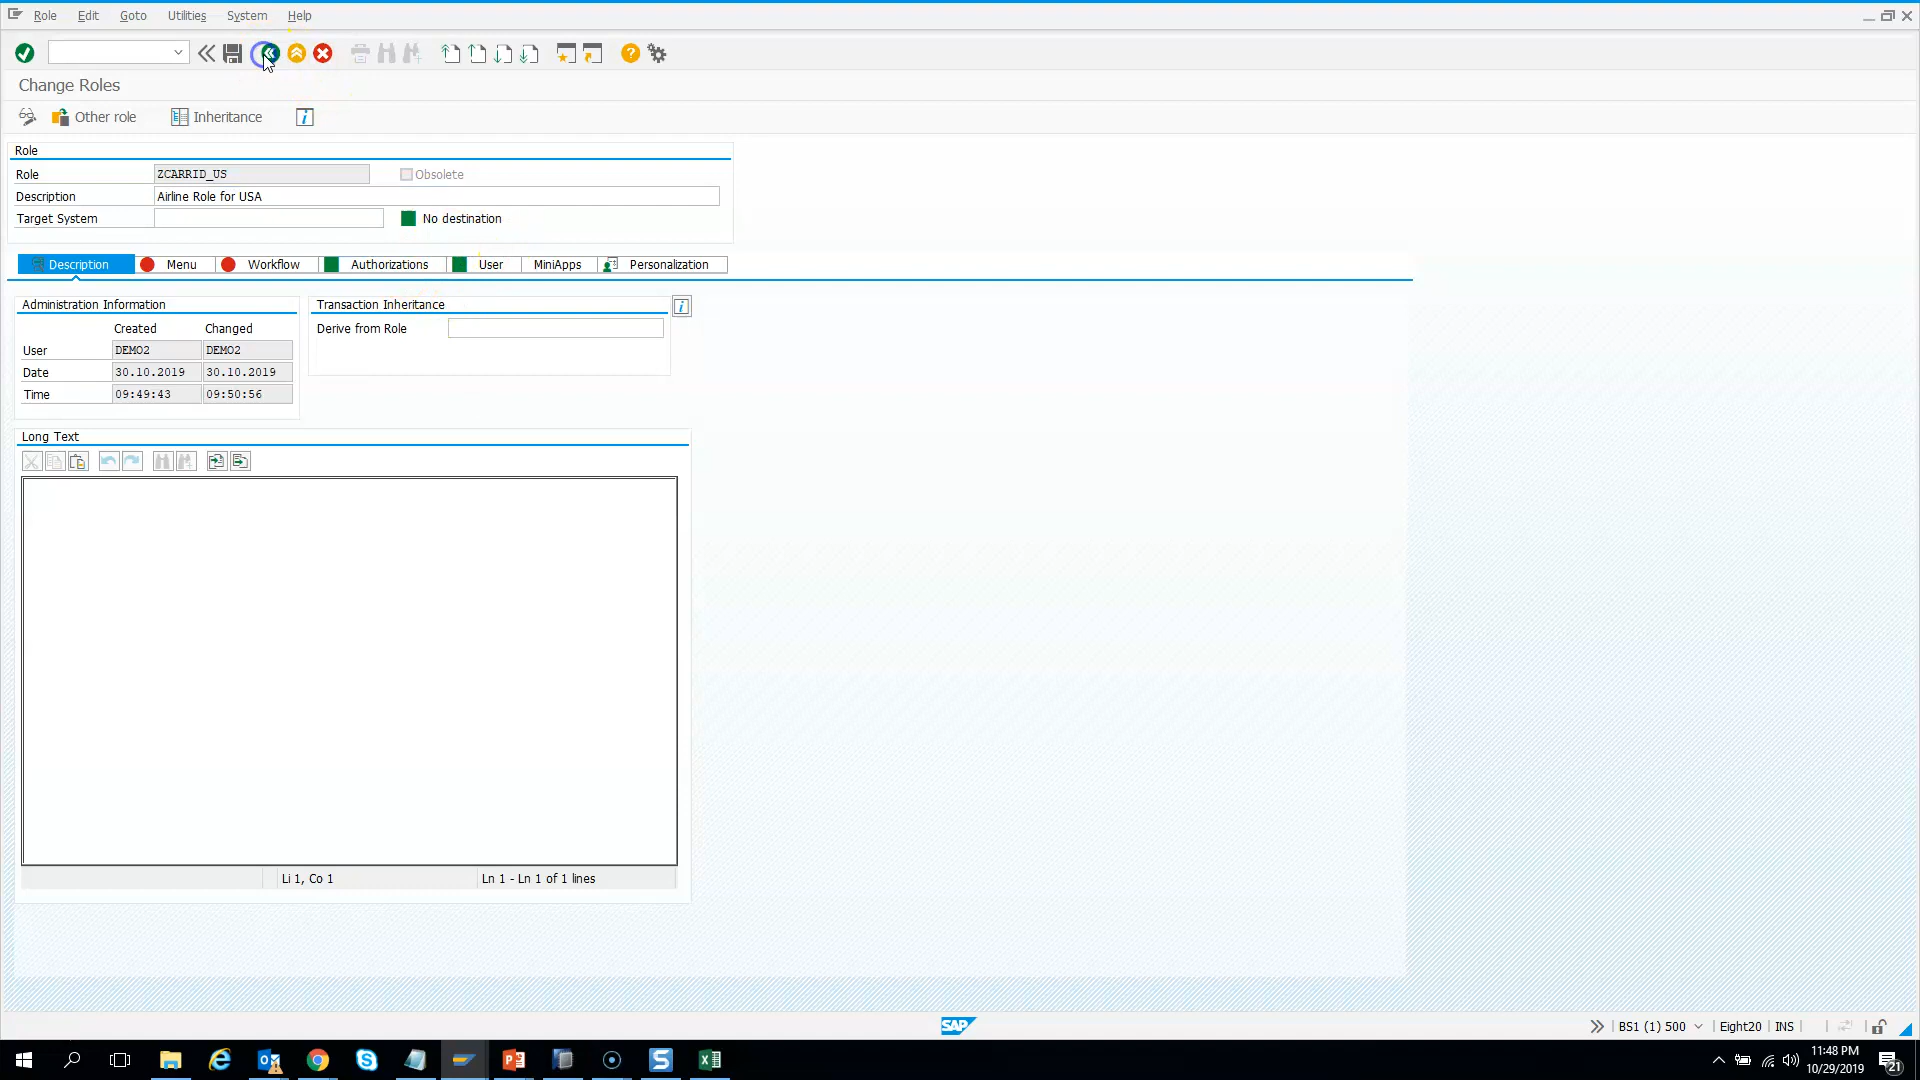 Role Edit Goto Utilities System Help
Change Roles
Other role Inheritance
Role
Role ZCARRID_US Obsolete
Description Airline Role for USA
Target System No destination
Description Menu Workflow Authorizations User MiniApps Personalization
Administration Information Transaction Inheritance
Created Changed Derive from Role
User DEMO2 DEMO2
Date 30.10.2019 30.10.2019
Time 09:49:43 09:50:56
Long Text
Li 1, Co 1 Ln 1 - Ln 1 of 1 lines
SAP BS1 (1) 500 Eight20 INS
11:48 PM
10/29/2019
21